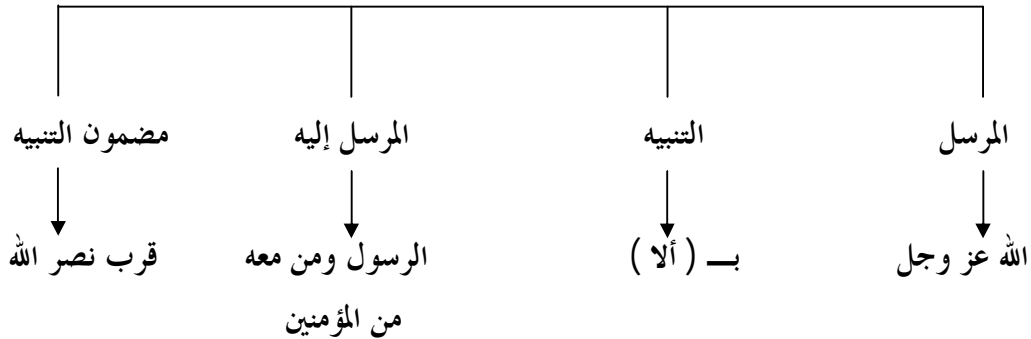 المرسل
التنبيه
المرسل إليه
مضمون التنبيه
الله عز وجل
بـــ ( ألا )
الرسول ومن معه
من المؤمنين
قرب نصر الله